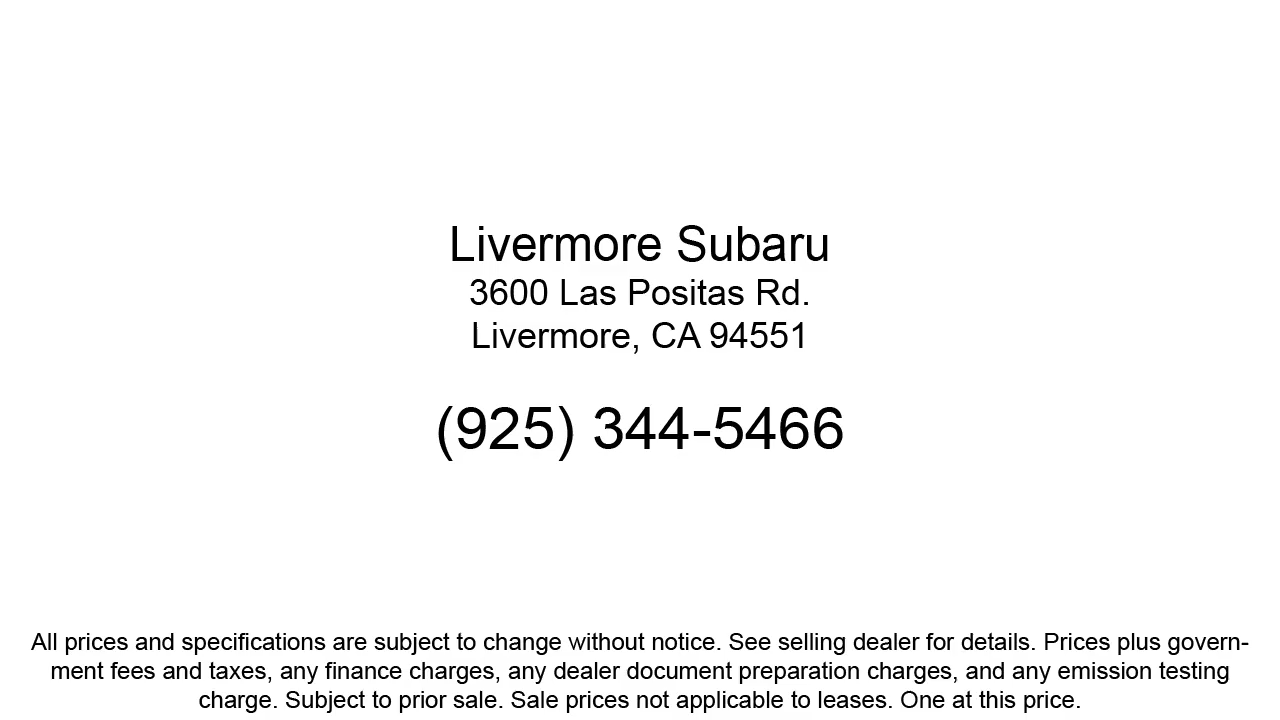 Livermore Subaru
3600 Las Positas Rd.
Livermore, CA 94551
(925) 344-5466
All prices and specifications are subject to change without notice. See selling dealer for details. Prices plus govern-
ment fees and taxes, any finance charges, any dealer document preparation charges, and any emission testing
charge. Subject to prior sale. Sale prices not applicable to leases. One at this price.